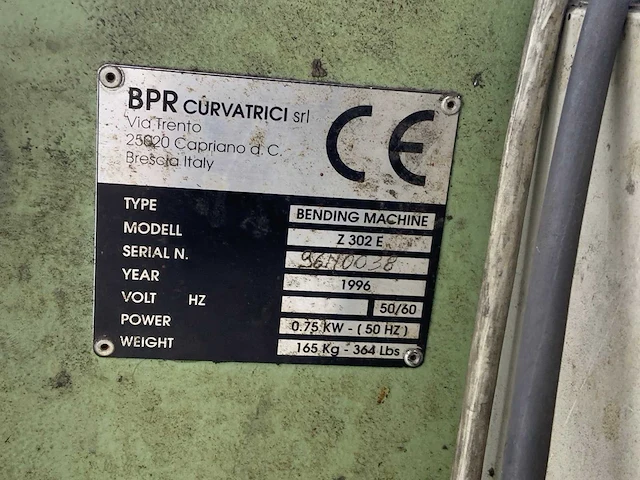 BPR CURVATRICI srl
Via Trento
25020 Capriano d. C.
Brescia Italy
CE
TYPE BENDING MACHINE
MODELL Z 302 E
SERIAL N.
YEAR 1996
VOLT HZ 50/60
POWER 0.75 KW - ( 50 HZ )
WEIGHT 165 Kg - 364 Lbs